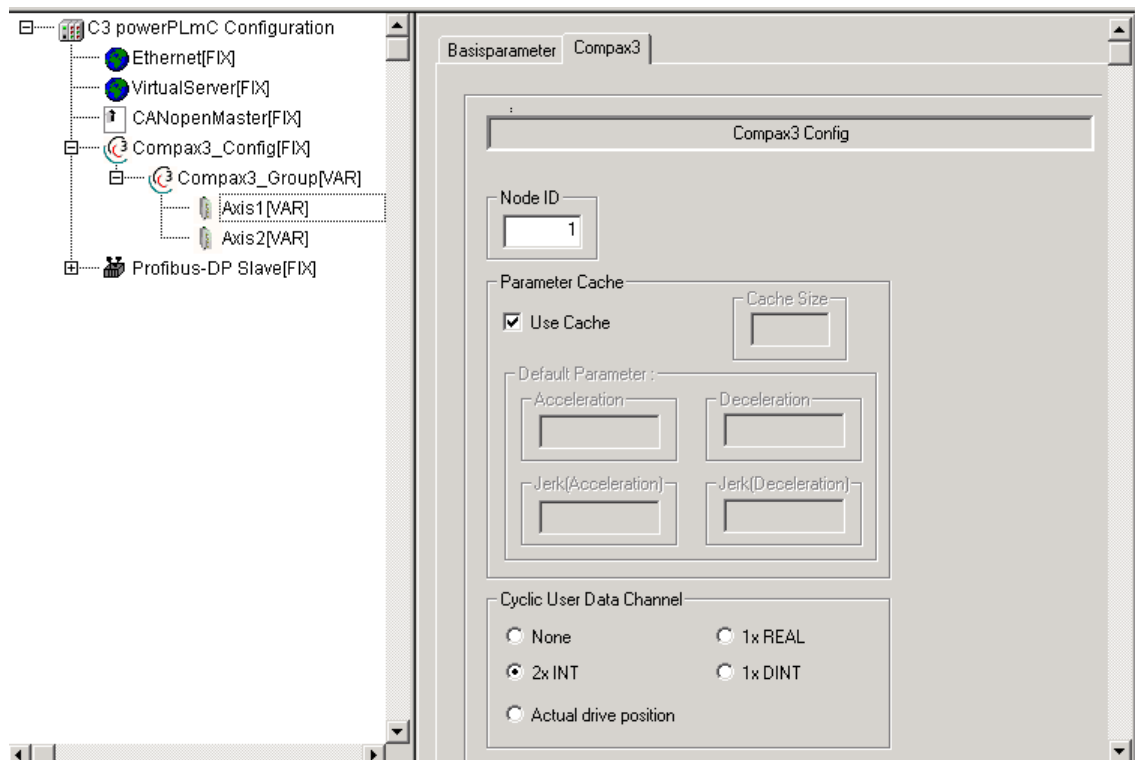 C3 powerPLmC Configuration
Ethernet[FIX]
VirtualServer[FIX]
CANopenMaster[FIX]
Compax3_Config[FIX]
Compax3_Group[VAR]
Axis1[VAR]
Axis2[VAR]
Profibus-DP Slave[FIX]
Basisparameter Compax3
:
Compax3 Config
Node ID
1
Parameter Cache
Use Cache
Cache Size
Default Parameter :
Acceleration Deceleration
Jerk(Acceleration) Jerk(Deceleration)
Cyclic User Data Channel
None 1x REAL
2x INT 1x DINT
Actual drive position